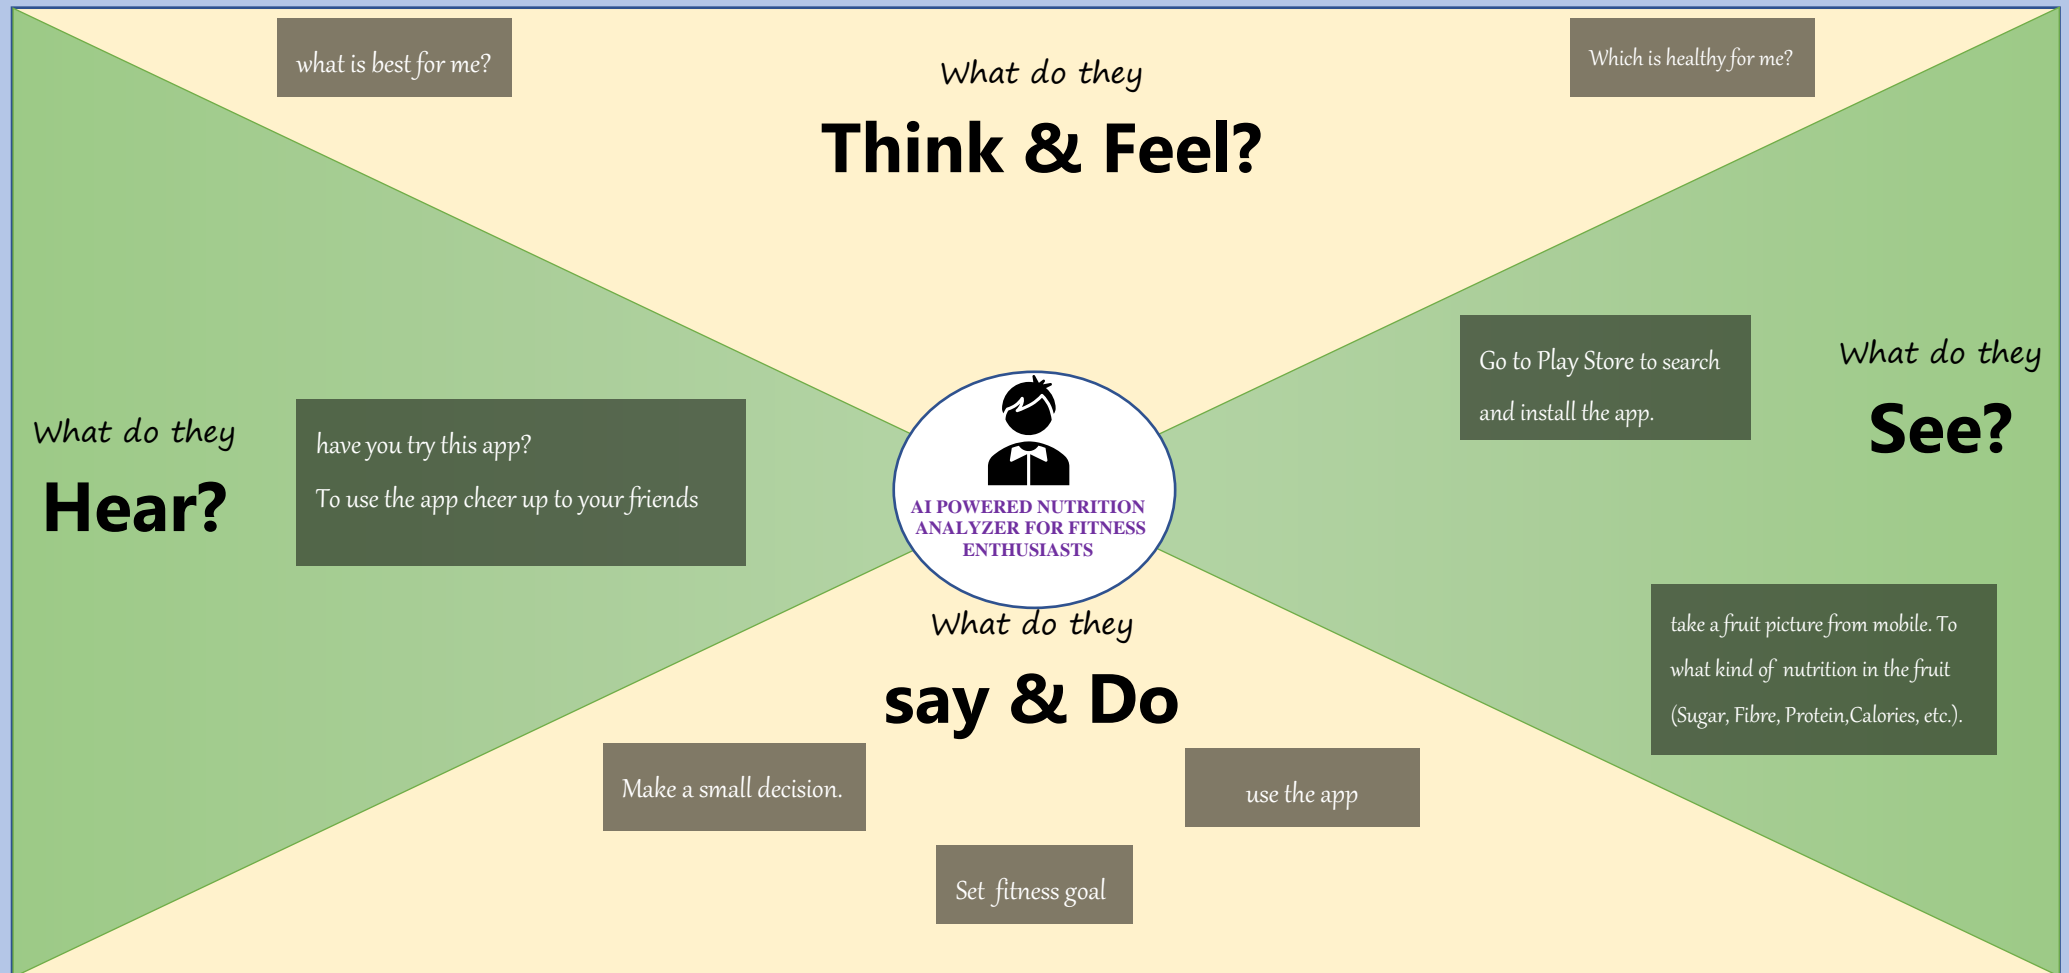 what is best for me?
Which is healthy for me?
What do they
Think & Feel?
What do they
Hear?
have you try this app?
To use the app cheer up to your friends
AI POWERED NUTRITION
ANALYZER FOR FITNESS
ENTHUSIASTS
Go to Play Store to search
and install the app.
What do they
See?
take a fruit picture from mobile. To
what kind of nutrition in the fruit
(Sugar, Fibre, Protein,Calories, etc.).
What do they
say & Do
Make a small decision.
use the app
Set fitness goal